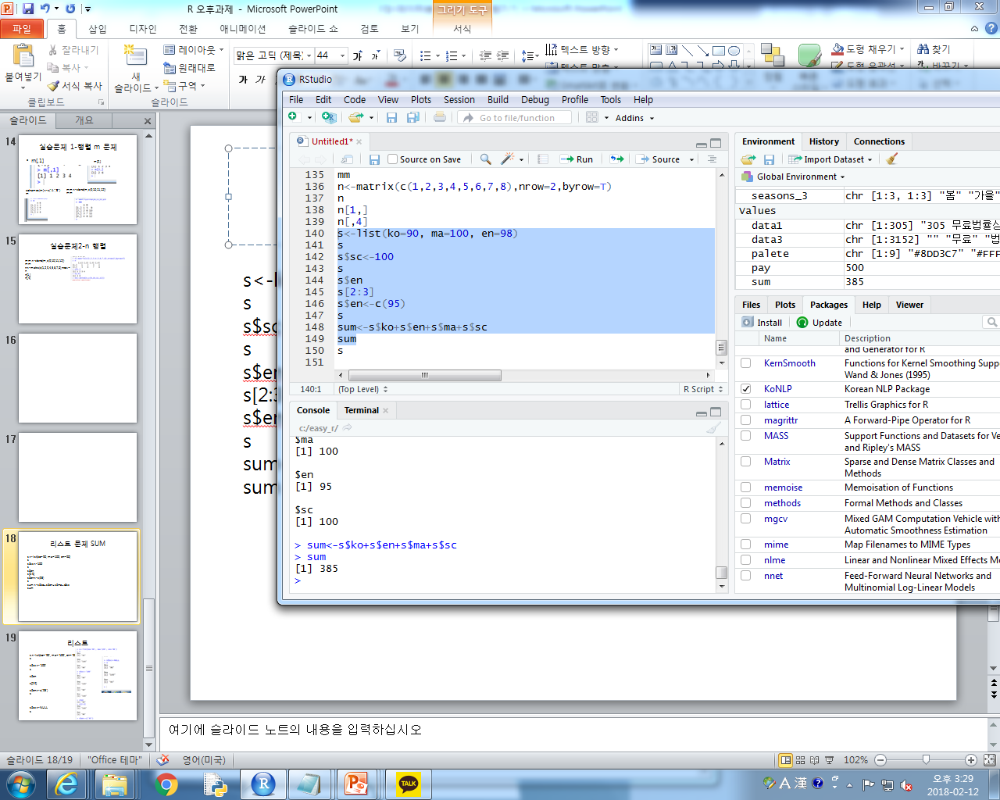 R 오후과제 - Microsoft PowerPoint
그리기 도구
파일 홈 삽입 디자인 전환 애니메이션 슬라이드 쇼 검토 보기 서식
잘라내기
복사
서식 복사
붙여넣기
클립보드
새
슬라이드
레이아웃
원래대로
구역
슬라이드
맑은 고딕 (제목) 44
가 가
텍스트 방향
도형 채우기
찾기
슬라이드 개요
14
실습문제 1-행렬 m 문제
m[,1]
> m[,1]
[1] 1 2 3 4
15
실습문제2-n 행렬
16
17
18
리스트 문제 SUM
19
리스트
s<-l
s
s$sc
s
s$en
s[2:3
s$en
s
sum
sum
RStudio
File Edit Code View Plots Session Build Debug Profile Tools Help
Go to file/function
Addins
Untitled1*
Source on Save
Run
Source
135 mm
136 n<-matrix(c(1,2,3,4,5,6,7,8),nrow=2,byrow=T)
137 n
138 n[1,]
139 n[,4]
140 s<-list(ko=90, ma=100, en=98)
141 s
142 s$sc<-100
143 s
144 s$en
145 s[2:3]
146 s$en<-c(95)
147 s
148 sum<-s$ko+s$en+s$ma+s$sc
149 sum
150 s
151
140:1 (Top Level) R Script
Console Terminal
c:/easy_r/
$ma
[1] 100
$en
[1] 95
$sc
[1] 100
> sum<-s$ko+s$en+s$ma+s$sc
> sum
[1] 385
>
Environment History Connections
Import Dataset
Global Environment
seasons_3 chr [1:3, 1:3] "봄" "가을"
Values
data1 chr [1:305] "305 무료법률상
data3 chr [1:3152] "" "무료" "법
palete chr [1:9] "#8DD3C7" "#FFF
pay 500
sum 385
Files Plots Packages Help Viewer
Install Update
Name Description
and Generator for R
KernSmooth Functions for Kernel Smoothing Supp
Wand & Jones (1995)
KoNLP Korean NLP Package
lattice Trellis Graphics for R
magrittr A Forward-Pipe Operator for R
MASS Support Functions and Datasets for Ve
and Ripley's MASS
Matrix Sparse and Dense Matrix Classes and
Methods
memoise Memoisation of Functions
methods Formal Methods and Classes
mgcv Mixed GAM Computation Vehicle with
Automatic Smoothness Estimation
mime Map Filenames to MIME Types
nlme Linear and Nonlinear Mixed Effects Mo
nnet Feed-Forward Neural Networks and
Multinomial Log-Linear Models
여기에 슬라이드 노트의 내용을 입력하십시오
슬라이드 18/19 "Office 테마" 영어(미국) 102%
TALK
A 漢
오후 3:29
2018-02-12